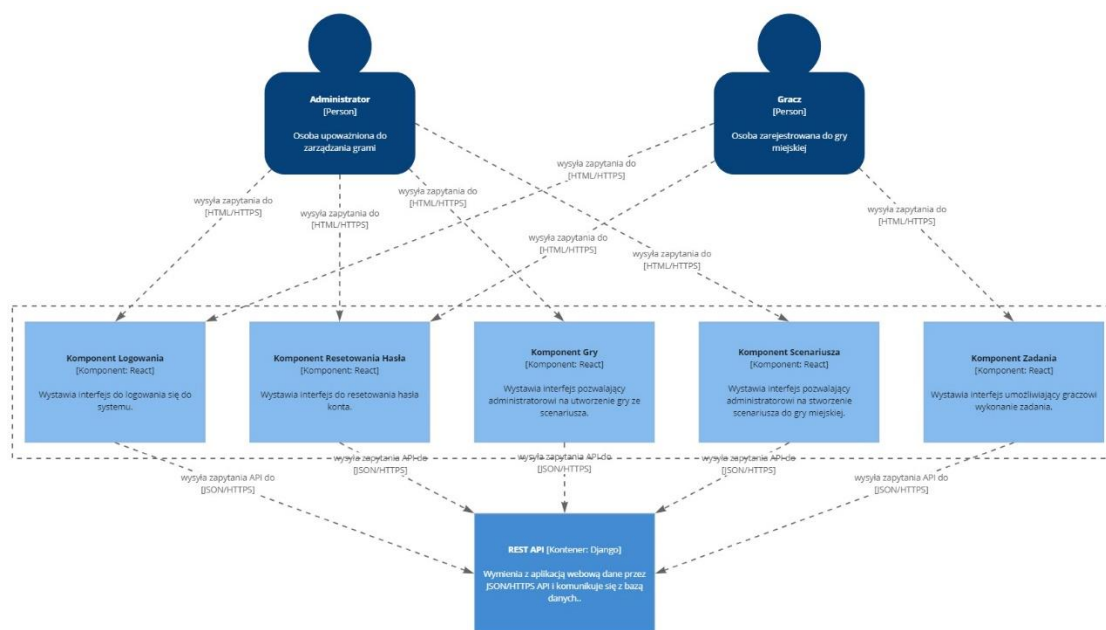 Administrator
[Person]
Osoba upoważniona do
zarządzania grami
Gracz
[Person]
Osoba zarejestrowana do gry
miejskiej
wysyła zapytania do
[HTML/HTTPS]
wysyła zapytania do
[HTML/HTTPS]
wysyła zapytania do
[HTML/HTTPS]
wysyła zapytania do
[HTML/HTTPS]
wysyła zapytania do
[HTML/HTTPS]
wysyła zapytania do
[HTML/HTTPS]
wysyła zapytania do
[HTML/HTTPS]
Komponent Logowania
[Komponent: React]
Wystawia interfejs do logowania się do
systemu.
Komponent Resetowania Hasła
[Komponent: React]
Wystawia interfejs do resetowania hasła
konta.
Komponent Gry
[Komponent: React]
Wystawia interfejs pozwalający
administratorowi na utworzenie gry ze
scenariusza.
Komponent Scenariusza
[Komponent: React]
Wystawia interfejs pozwalający
administratorowi na stworzenie
scenariusza do gry miejskiej.
Komponent Zadania
[Komponent: React]
Wystawia interfejs umożliwiający graczowi
wykonanie zadania.
wysyła zapytania API do
[JSON/HTTPS]
wysyła zapytania API do
[JSON/HTTPS]
wysyła zapytania API do
[JSON/HTTPS]
wysyła zapytania API do
[JSON/HTTPS]
wysyła zapytania API do
[JSON/HTTPS]
REST API [Kontener: Django]
Wymienia z aplikacją webową dane przez
JSON/HTTPS API i komunikuje się z bazą
danych..